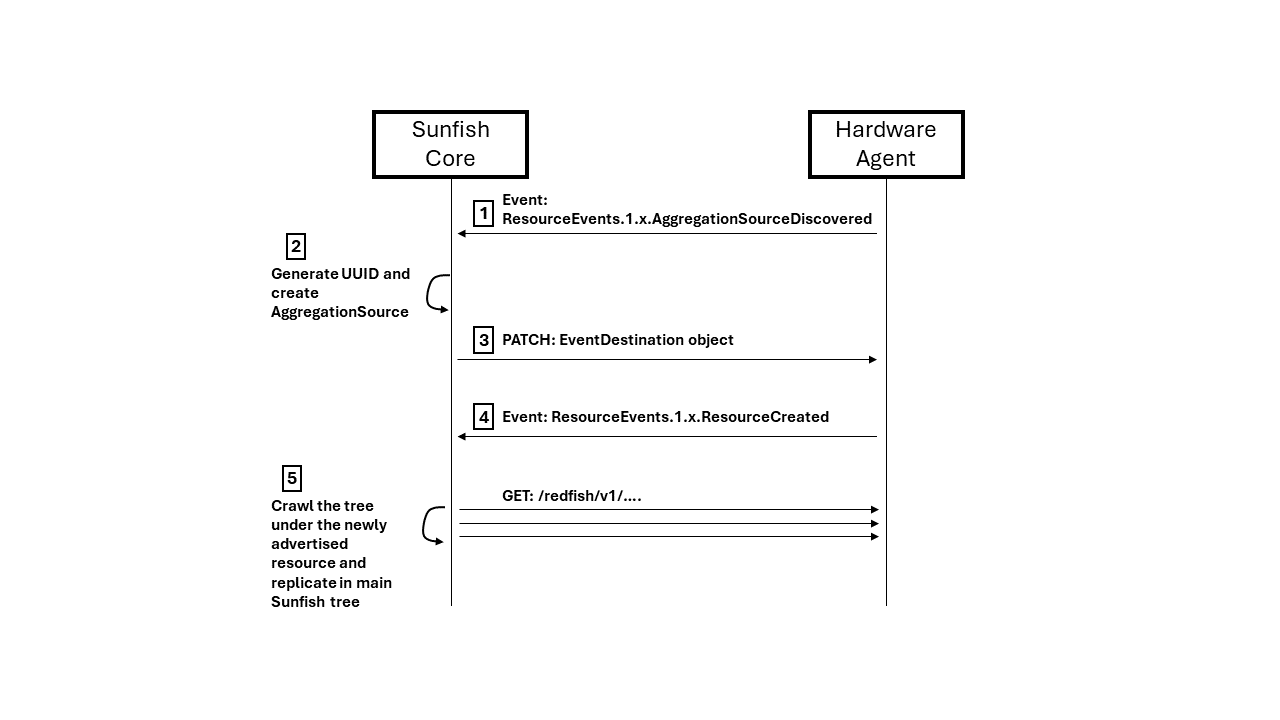 Sunfish
Core
Hardware
Agent
1
Event:
ResourceEvents.1.x.AggregationSourceDiscovered
2
Generate UUID and
create
AggregationSource
3
PATCH: EventDestination object
4
Event: ResourceEvents.1.x.ResourceCreated
5
Crawl the tree
under the newly
advertised
resource and
replicate in main
Sunfish tree
GET: /redfish/v1/....